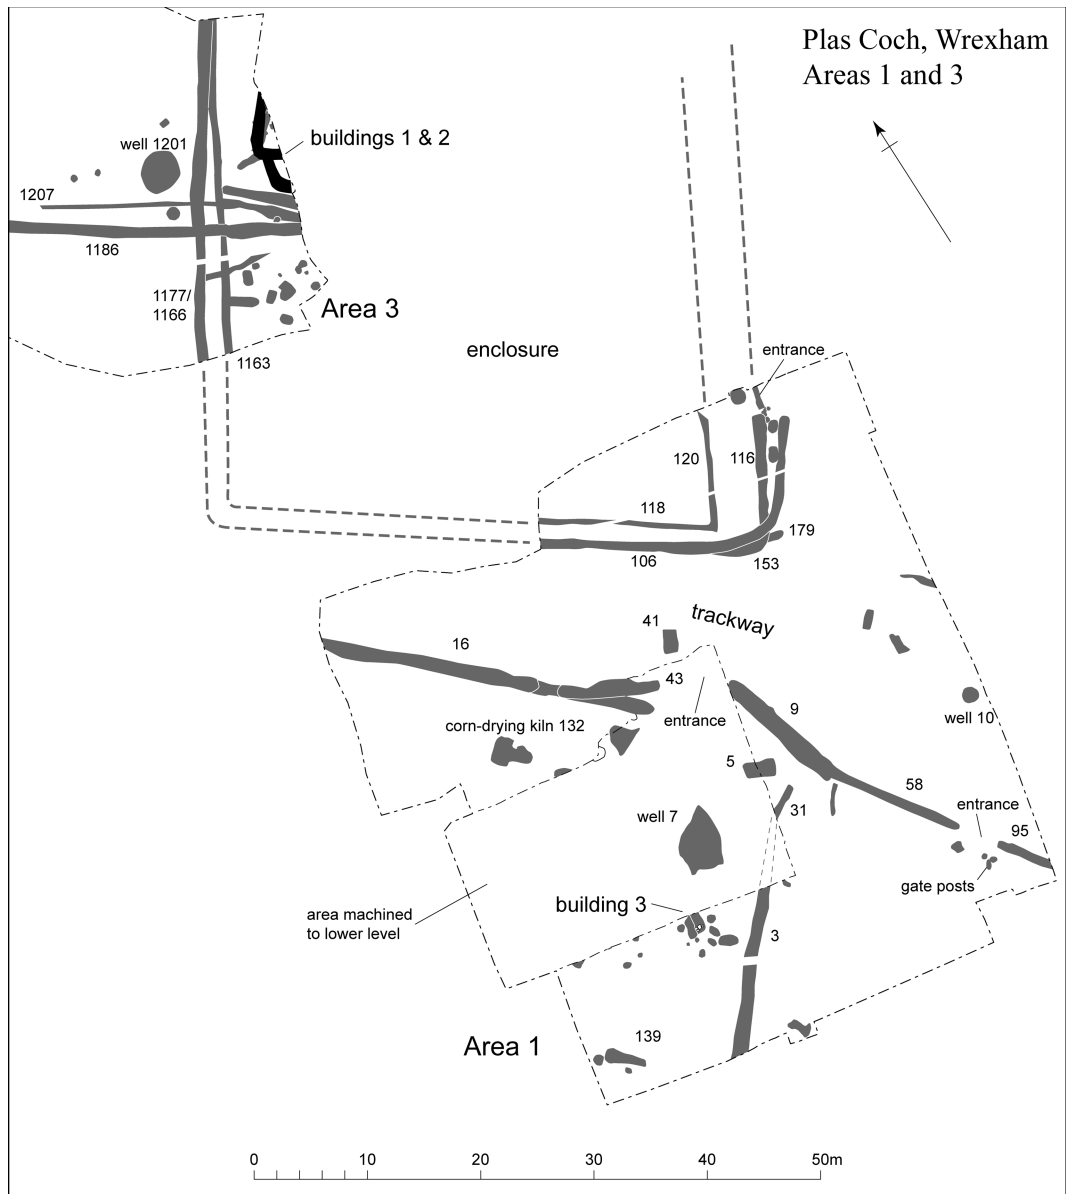 Plas Coch, Wrexham
Areas 1 and 3
buildings 1 & 2
well 1201
1207
1186
1177/
1166
Area 3
1163
enclosure
entrance
120
116
118
179
106
153
trackway
41
16
43
entrance
9
well 10
corn-drying kiln 132
5
58
31
entrance
well 7
95
gate posts
building 3
area machined
to lower level
3
Area 1
139
0 10 20 30 40 50m